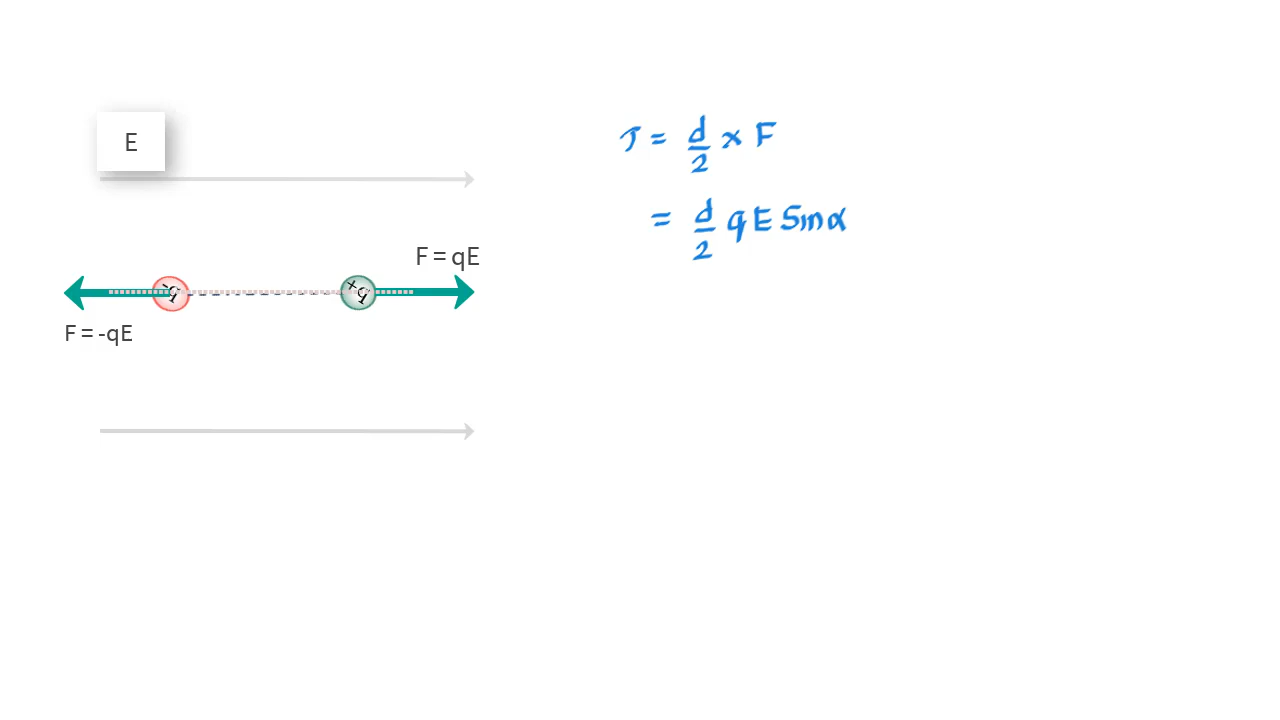 E
F = qE
-q
+q
F = -qE
τ = d/2 × F
= d/2 qE Sinα